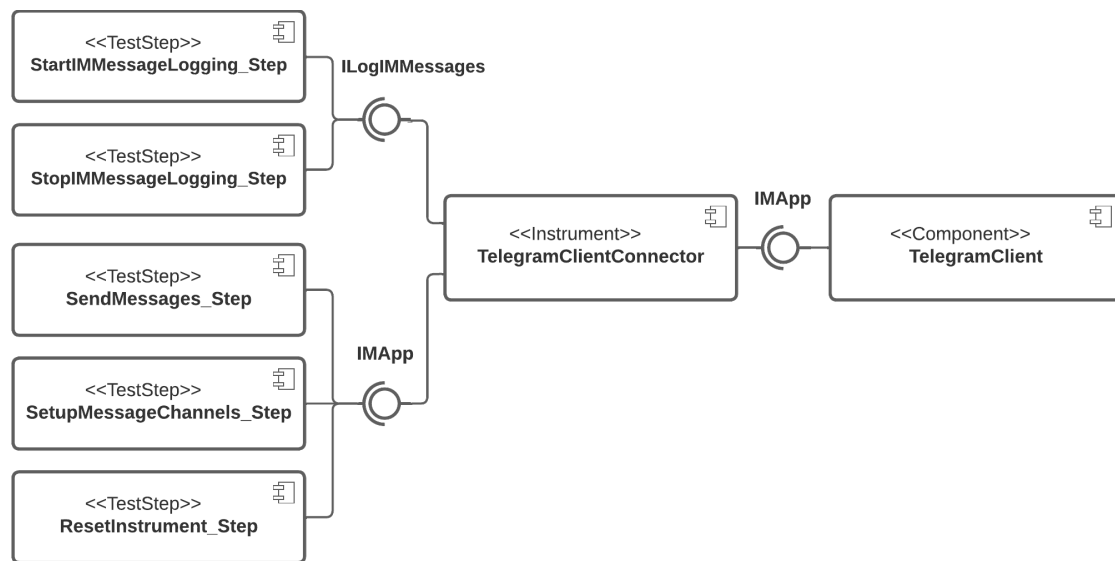 <<TestStep>>
StartIMMessageLogging_Step
ILogIMMessages
<<TestStep>>
StopIMMessageLogging_Step
<<Instrument>>
TelegramClientConnector
IMApp
<<Component>>
TelegramClient
<<TestStep>>
SendMessages_Step
IMApp
<<TestStep>>
SetupMessageChannels_Step
<<TestStep>>
ResetInstrument_Step